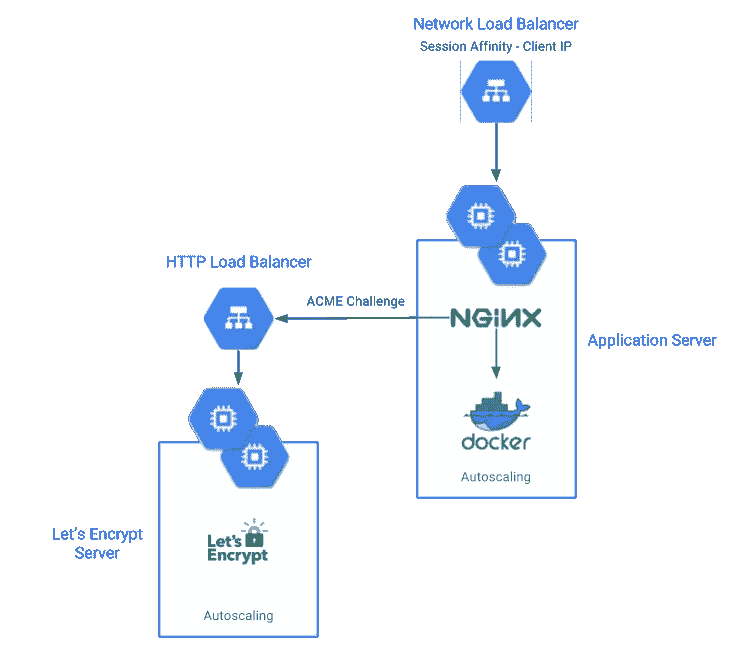 Network Load Balancer
Session Affinity - Client IP
HTTP Load Balancer
ACME Challenge
NGINX
Application Server
docker
Autoscaling
Let's Encrypt
Server
Let's
Encrypt
Autoscaling